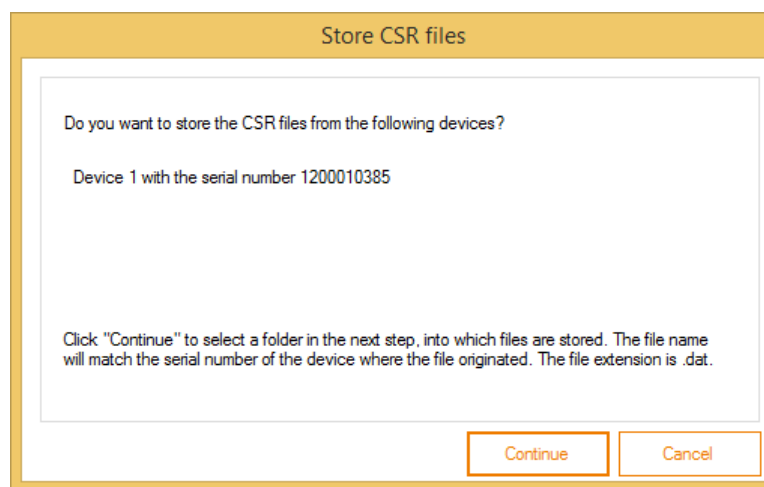 Store CSR files
Do you want to store the CSR files from the following devices?
Device 1 with the serial number 1200010385
Click "Continue" to select a folder in the next step, into which files are stored. The file name
will match the serial number of the device where the file originated. The file extension is .dat.
Continue
Cancel